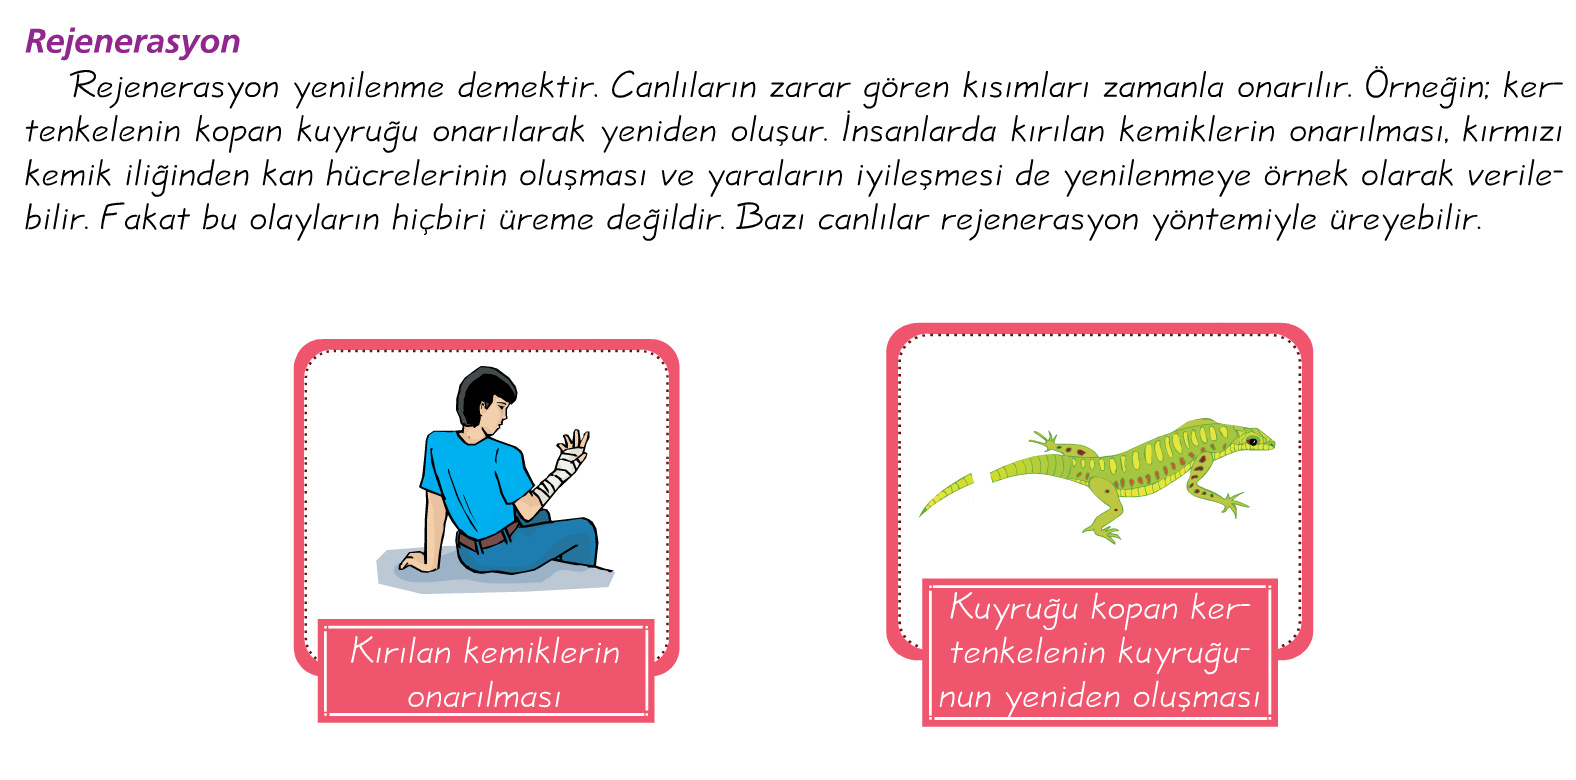 Rejenerasyon
Rejenerasyon yenilenme demektir. Canlıların zarar gören kısımları zamanla onarılır. Örneğin; ker-
tenkelenin kopan kuyruğu onarılarak yeniden oluşur. İnsanlarda kırılan kemiklerin onarılması, kırmızı
kemik iliğinden kan hücrelerinin oluşması ve yaraların iyileşmesi de yenilenmeye örnek olarak verile-
bilir. Fakat bu olayların hiçbiri üreme değildir. Bazı canlılar rejenerasyon yöntemiyle üreyebilir.
Kırılan kemiklerin
onarılması
Kuyruğu kopan ker-
tenkelenin kuyruğu-
nun yeniden oluşması